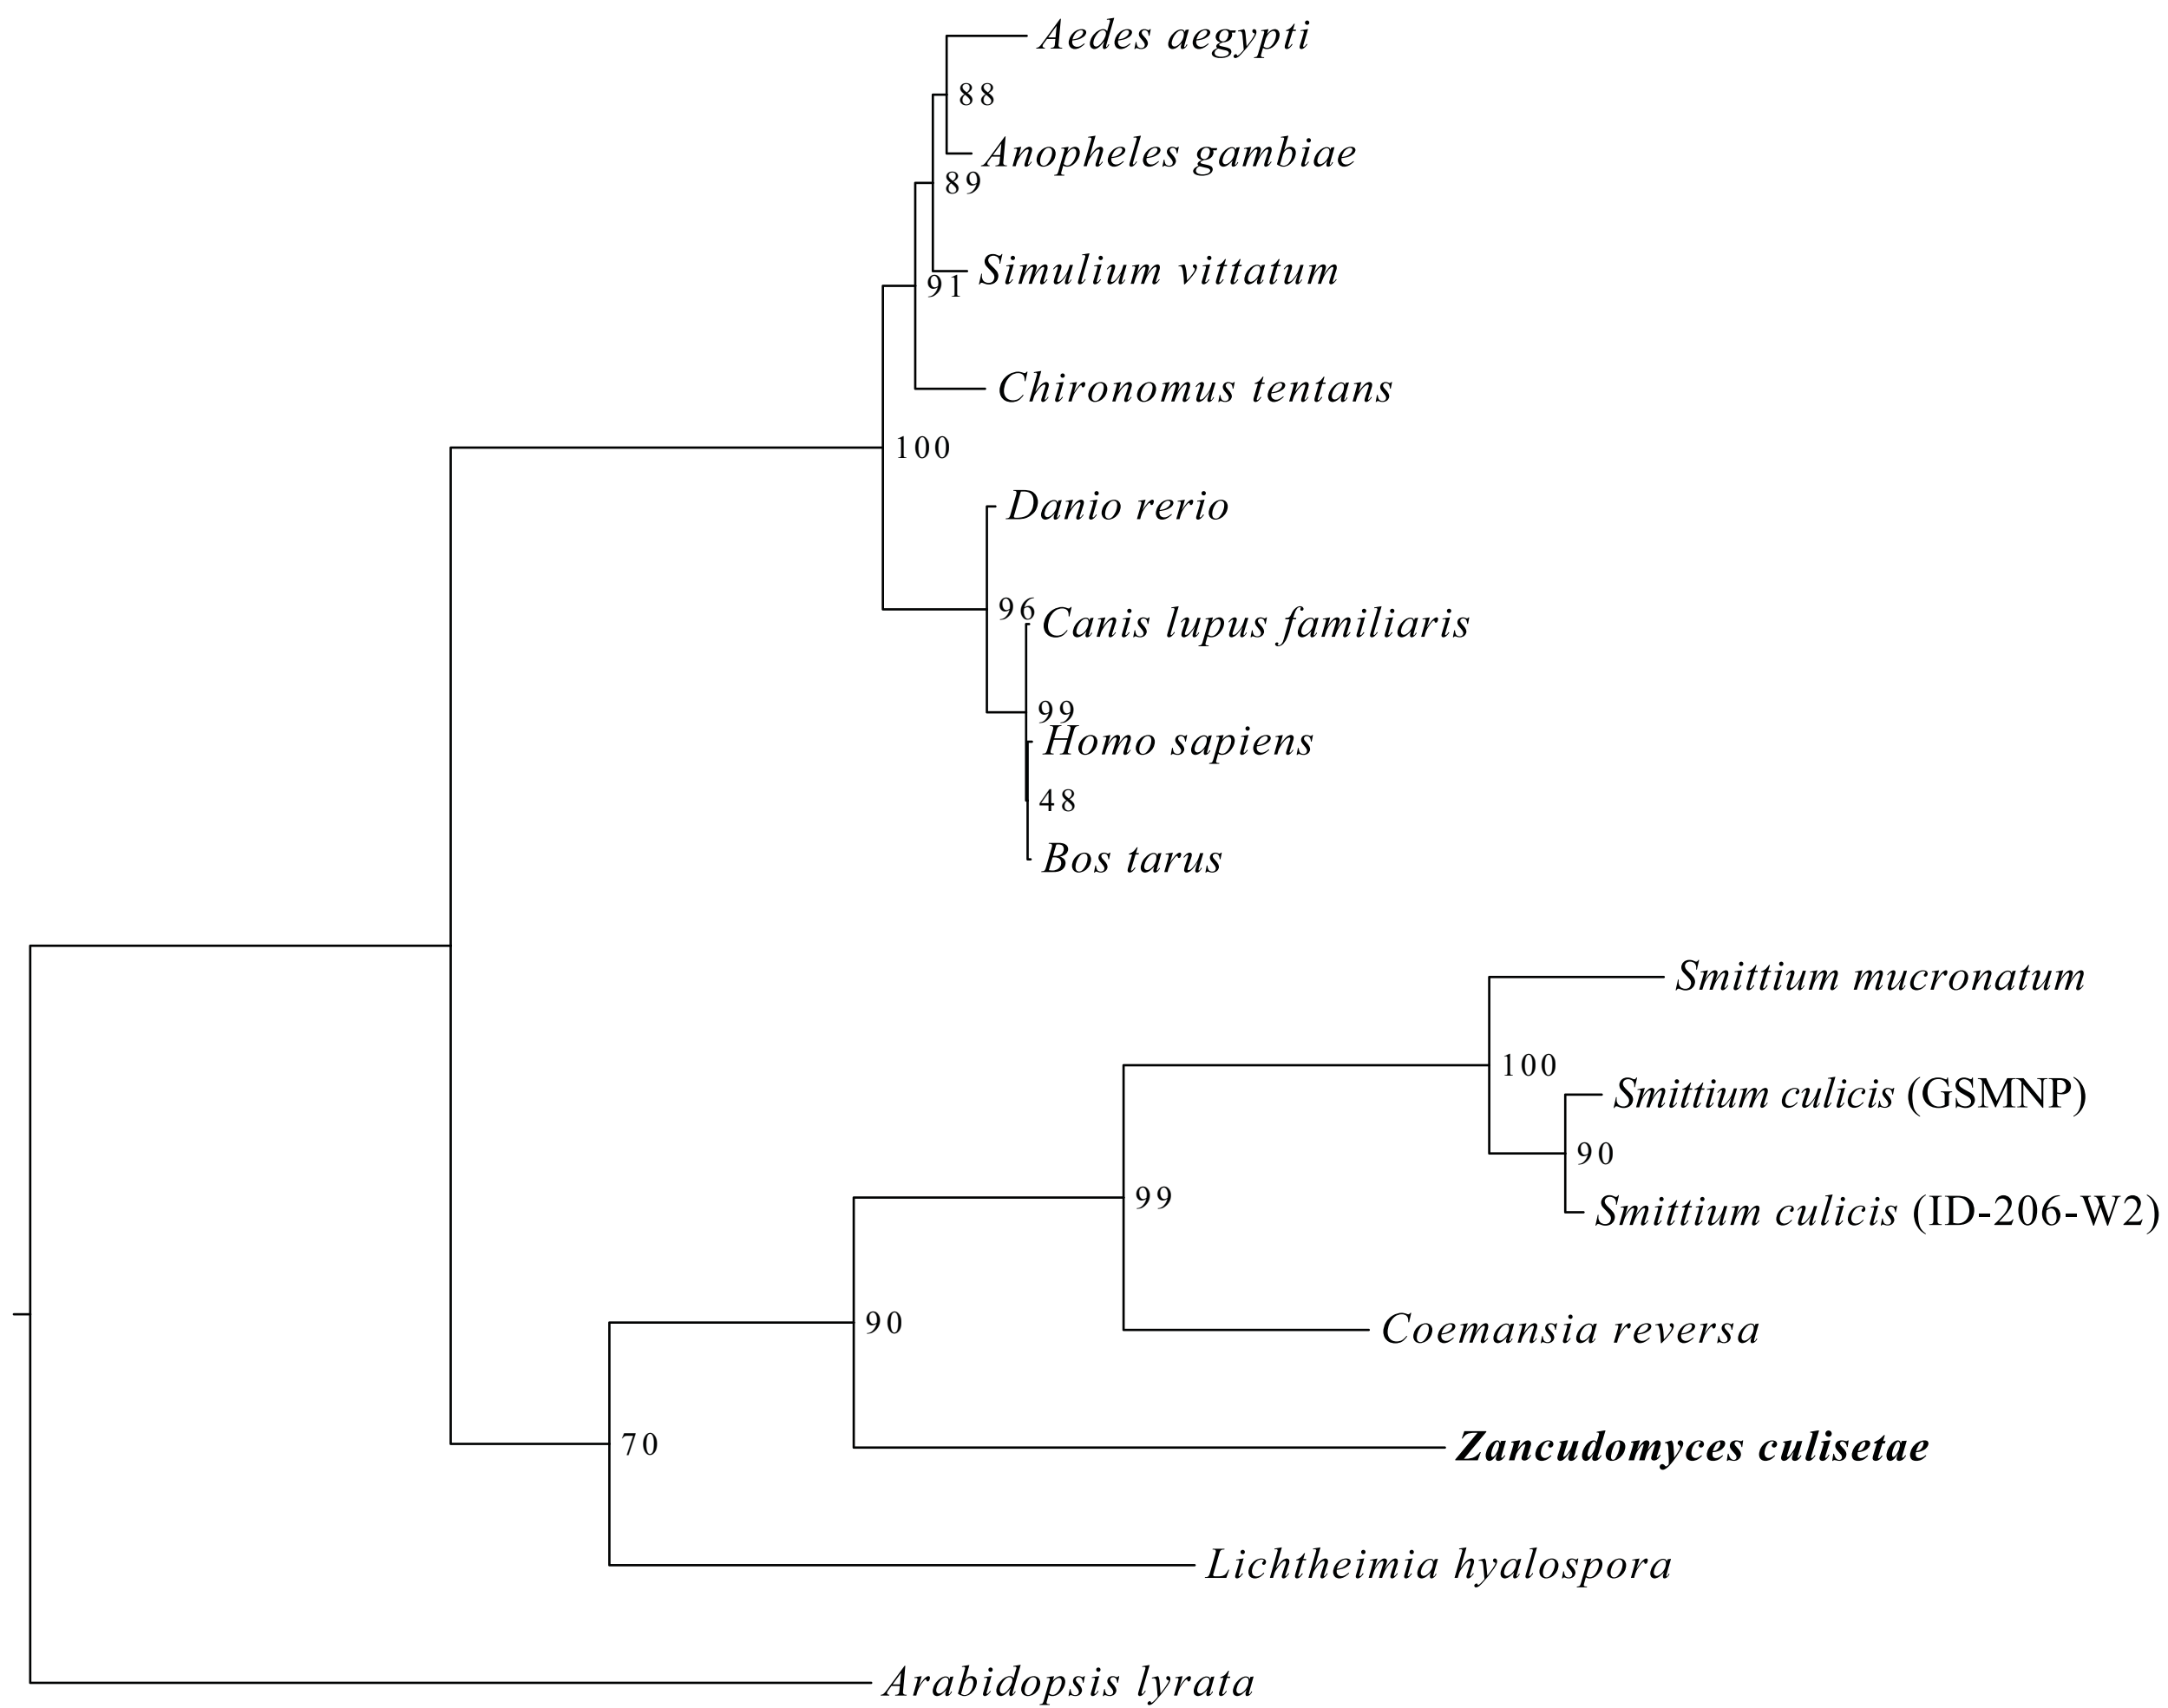 Aedes aegypti
88
Anopheles gambiae
89
Simulium vittatum
91
Chironomus tentans
100
Danio rerio
96
Canis lupus familiaris
99
Homo sapiens
48
Bos tarus
Smittium mucronatum
100
Smittium culicis (GSMNP)
90
Smittium culicis (ID-206-W2)
99
90
Coemansia reversa
Zancudomyces culisetae
70
Lichtheimia hyalospora
Arabidopsis lyrata